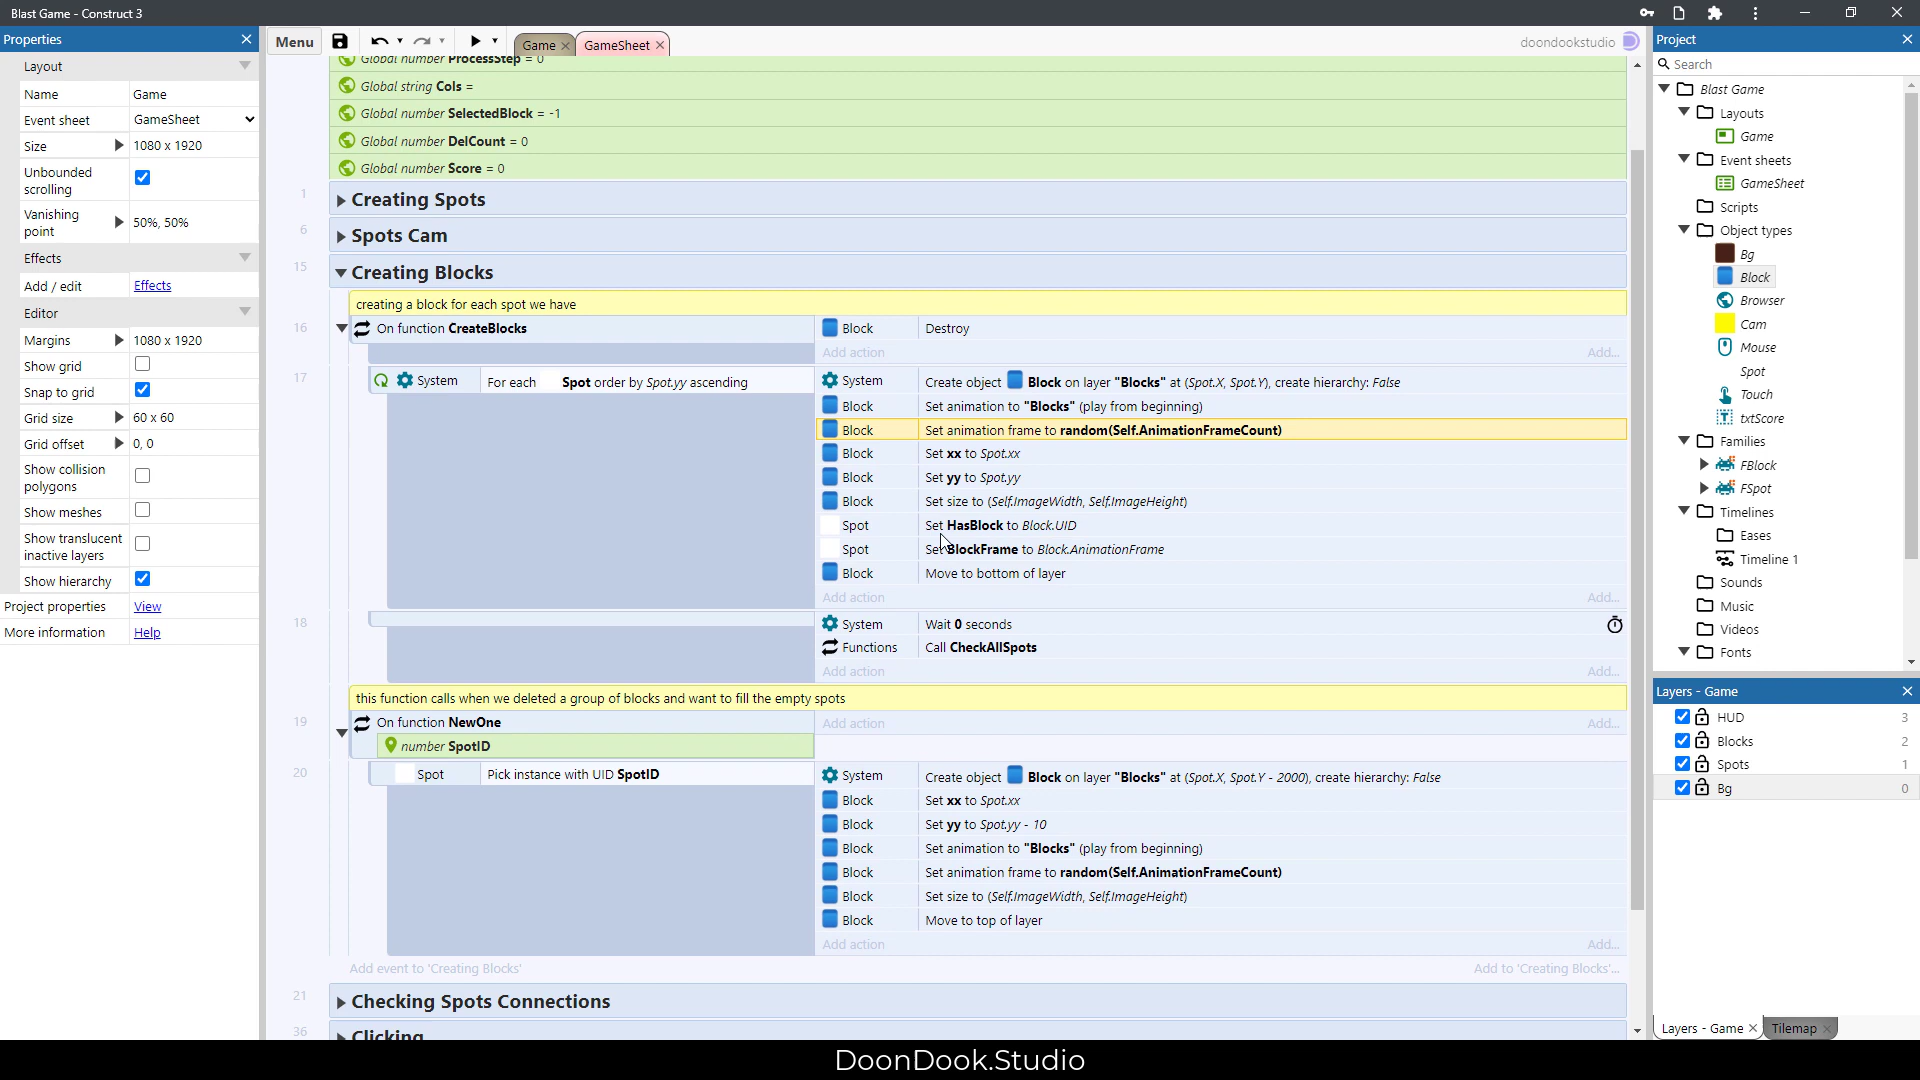 Blast Game - Construct 3
Properties
Layout
Name Game
Event sheet GameSheet
Size 1080 x 1920
Unbounded
scrolling
Vanishing
point 50%, 50%
Effects
Add / edit Effects
Editor
Margins 1080 x 1920
Show grid
Snap to grid
Grid size 60 x 60
Grid offset 0, 0
Show collision
polygons
Show meshes
Show translucent
inactive layers
Show hierarchy
Project properties View
More information Help
Menu
Game
GameSheet
doondookstudio
Global number ProcessStep = 0
Global string Cols =
Global number SelectedBlock = -1
Global number DelCount = 0
Global number Score = 0
1 Creating Spots
6 Spots Cam
15 Creating Blocks
creating a block for each spot we have
16 On function CreateBlocks
Block Destroy
Add action Add...
17 System For each Spot order by Spot.yy ascending
System Create object Block on layer "Blocks" at (Spot.X, Spot.Y), create hierarchy: False
Block Set animation to "Blocks" (play from beginning)
Block Set animation frame to random(Self.AnimationFrameCount)
Block Set xx to Spot.xx
Block Set yy to Spot.yy
Block Set size to (Self.ImageWidth, Self.ImageHeight)
Spot Set HasBlock to Block.UID
Spot Set BlockFrame to Block.AnimationFrame
Block Move to bottom of layer
Add action Add...
18 System Wait 0 seconds
Functions Call CheckAllSpots
Add action Add...
this function calls when we deleted a group of blocks and want to fill the empty spots
19 On function NewOne
Add action Add...
number SpotID
20 Spot Pick instance with UID SpotID
System Create object Block on layer "Blocks" at (Spot.X, Spot.Y - 2000), create hierarchy: False
Block Set xx to Spot.xx
Block Set yy to Spot.yy - 10
Block Set animation to "Blocks" (play from beginning)
Block Set animation frame to random(Self.AnimationFrameCount)
Block Set size to (Self.ImageWidth, Self.ImageHeight)
Block Move to top of layer
Add action Add...
Add event to 'Creating Blocks' Add to 'Creating Blocks'...
21 Checking Spots Connections
36 Clicking
Project
Search
Blast Game
Layouts
Game
Event sheets
GameSheet
Scripts
Object types
Bg
Block
Browser
Cam
Mouse
Spot
Touch
txtScore
Families
FBlock
FSpot
Timelines
Eases
Timeline 1
Sounds
Music
Videos
Fonts
Layers - Game
HUD 3
Blocks 2
Spots 1
Bg 0
Layers - Game
Tilemap
DoonDook.Studio